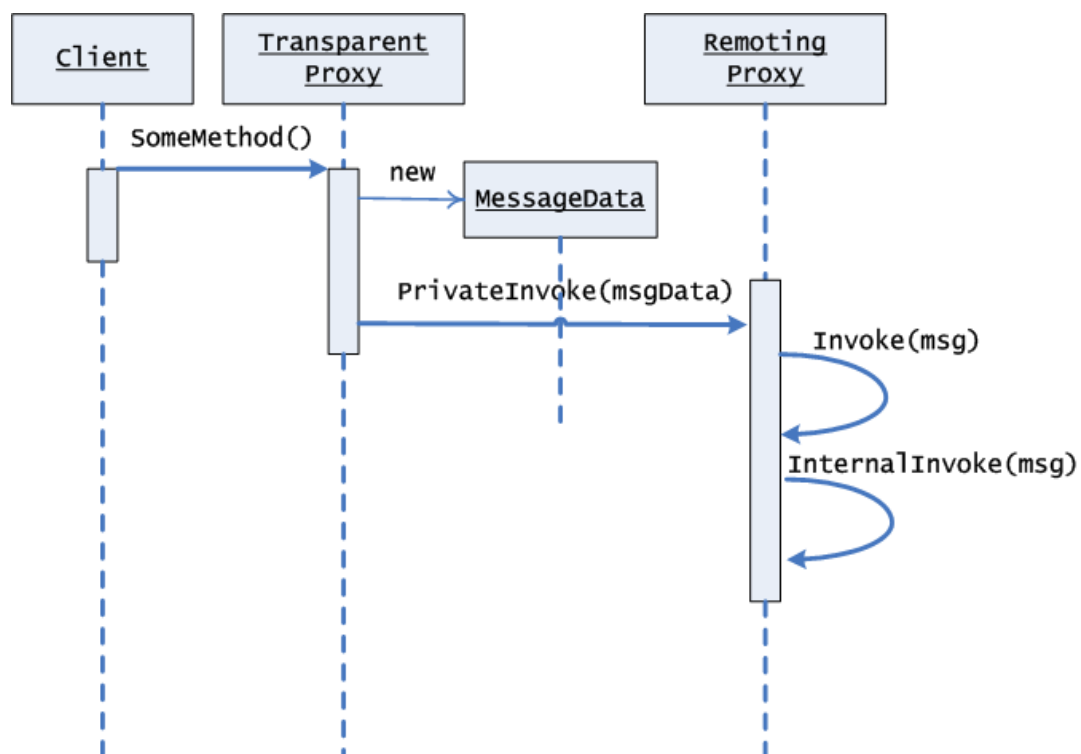 Client
Transparent
Proxy
Remoting
Proxy
SomeMethod()
new
MessageData
PrivateInvoke(msgData)
Invoke(msg)
InternalInvoke(msg)